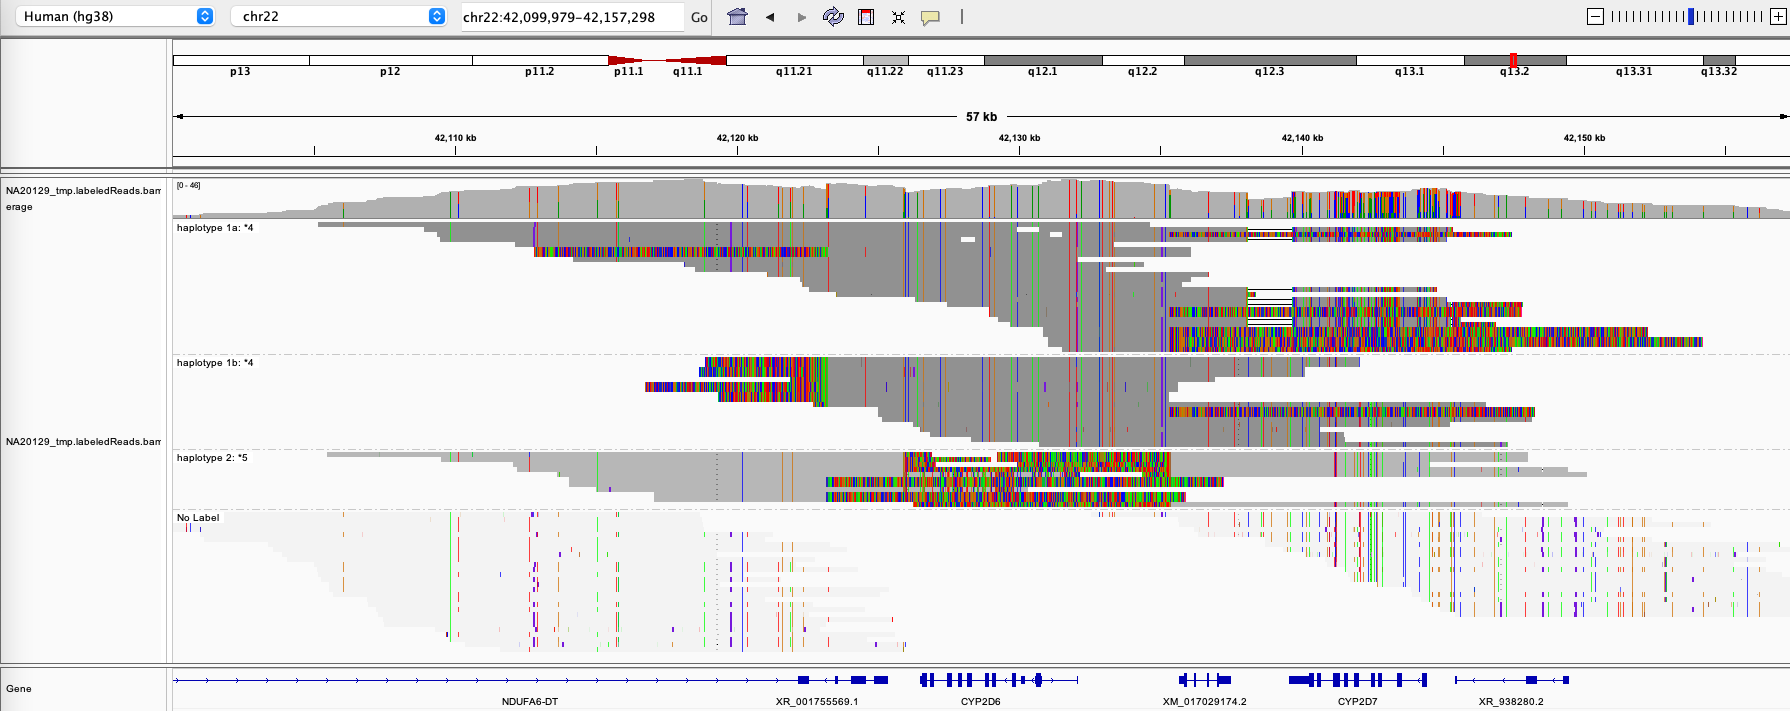 Human (hg38) chr22 chr22:42,099,979-42,157,298 Go
p13 p12 p11.2 p11.1 q11.1 q11.21 q11.22 q11.23 q12.1 q12.2 q12.3 q13.1 q13.2 q13.31 q13.32
57 kb
42,110 kb 42,120 kb 42,130 kb 42,140 kb 42,150 kb
NA20129_tmp.labeledReads.bam
erage
[0 - 46]
haplotype 1a: *4
haplotype 1b: *4
NA20129_tmp.labeledReads.bam
haplotype 2: *5
No Label
Gene
NDUFA6-DT XR_001755569.1 CYP2D6 XM_017029174.2 CYP2D7 XR_938280.2